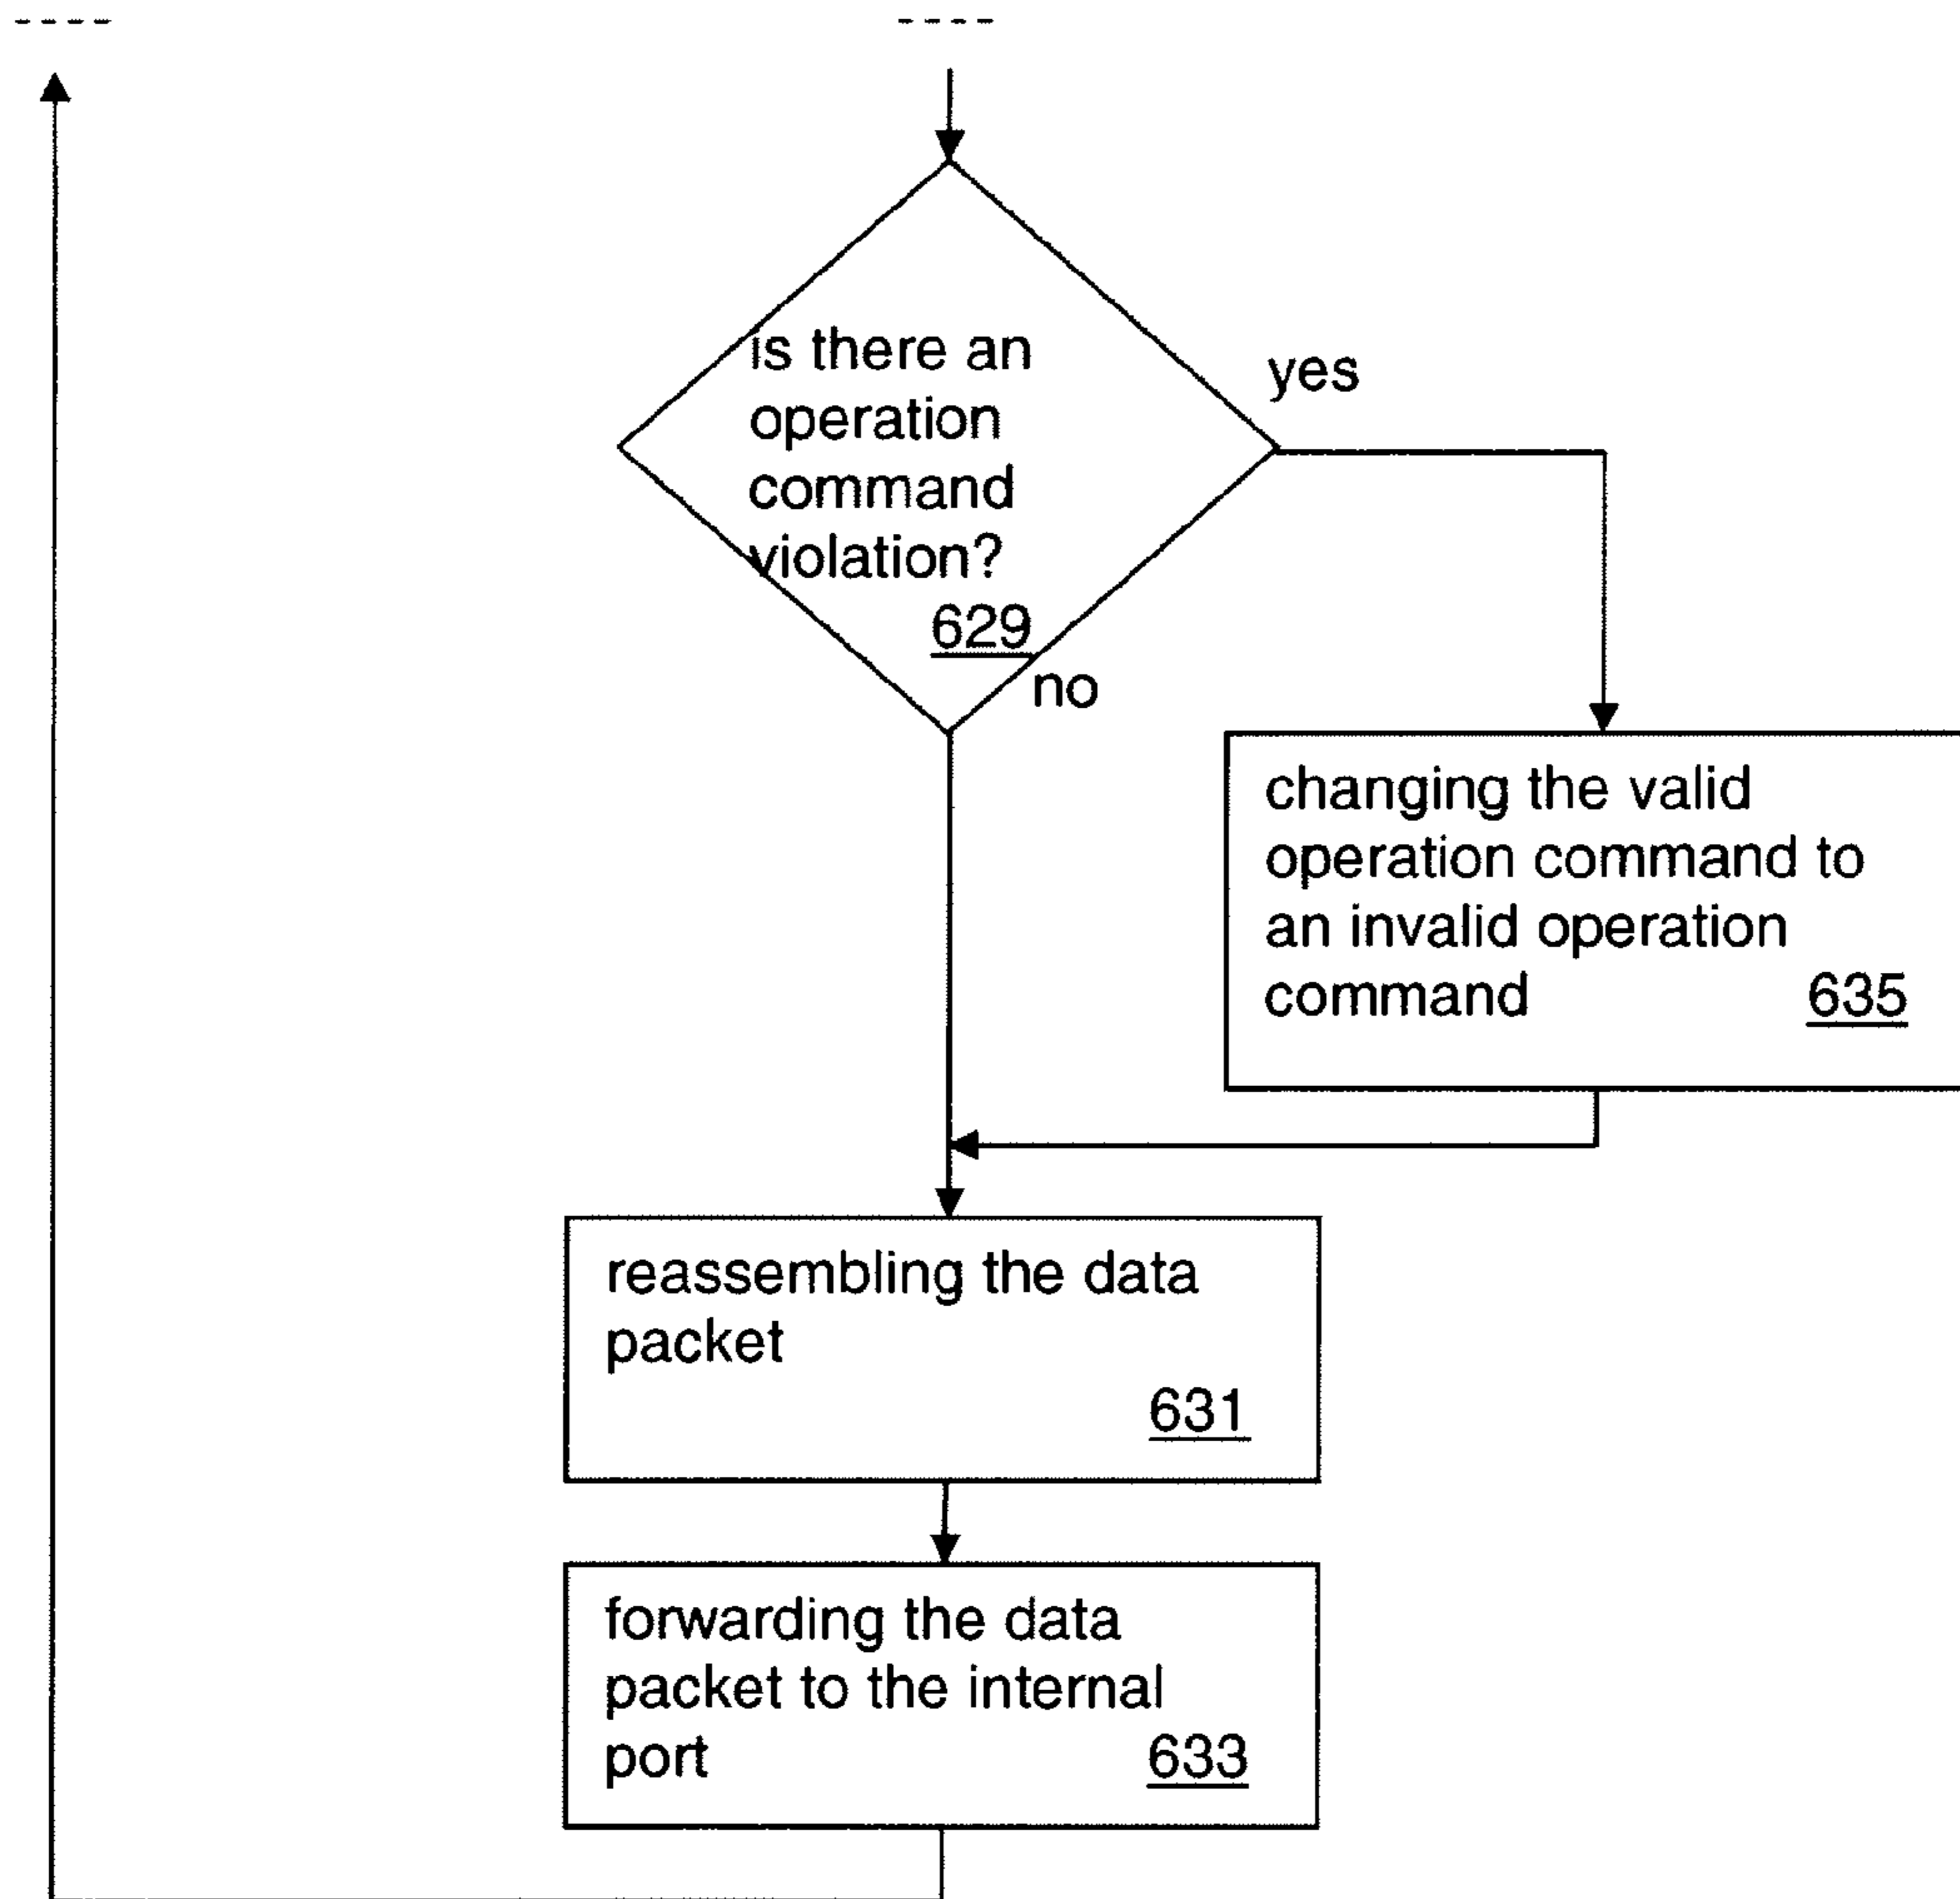 is there an
operation
command
violation?
629
yes
no
changing the valid
operation command to
an invalid operation
command 635
reassembling the data
packet
631
forwarding the data
packet to the internal
port 633